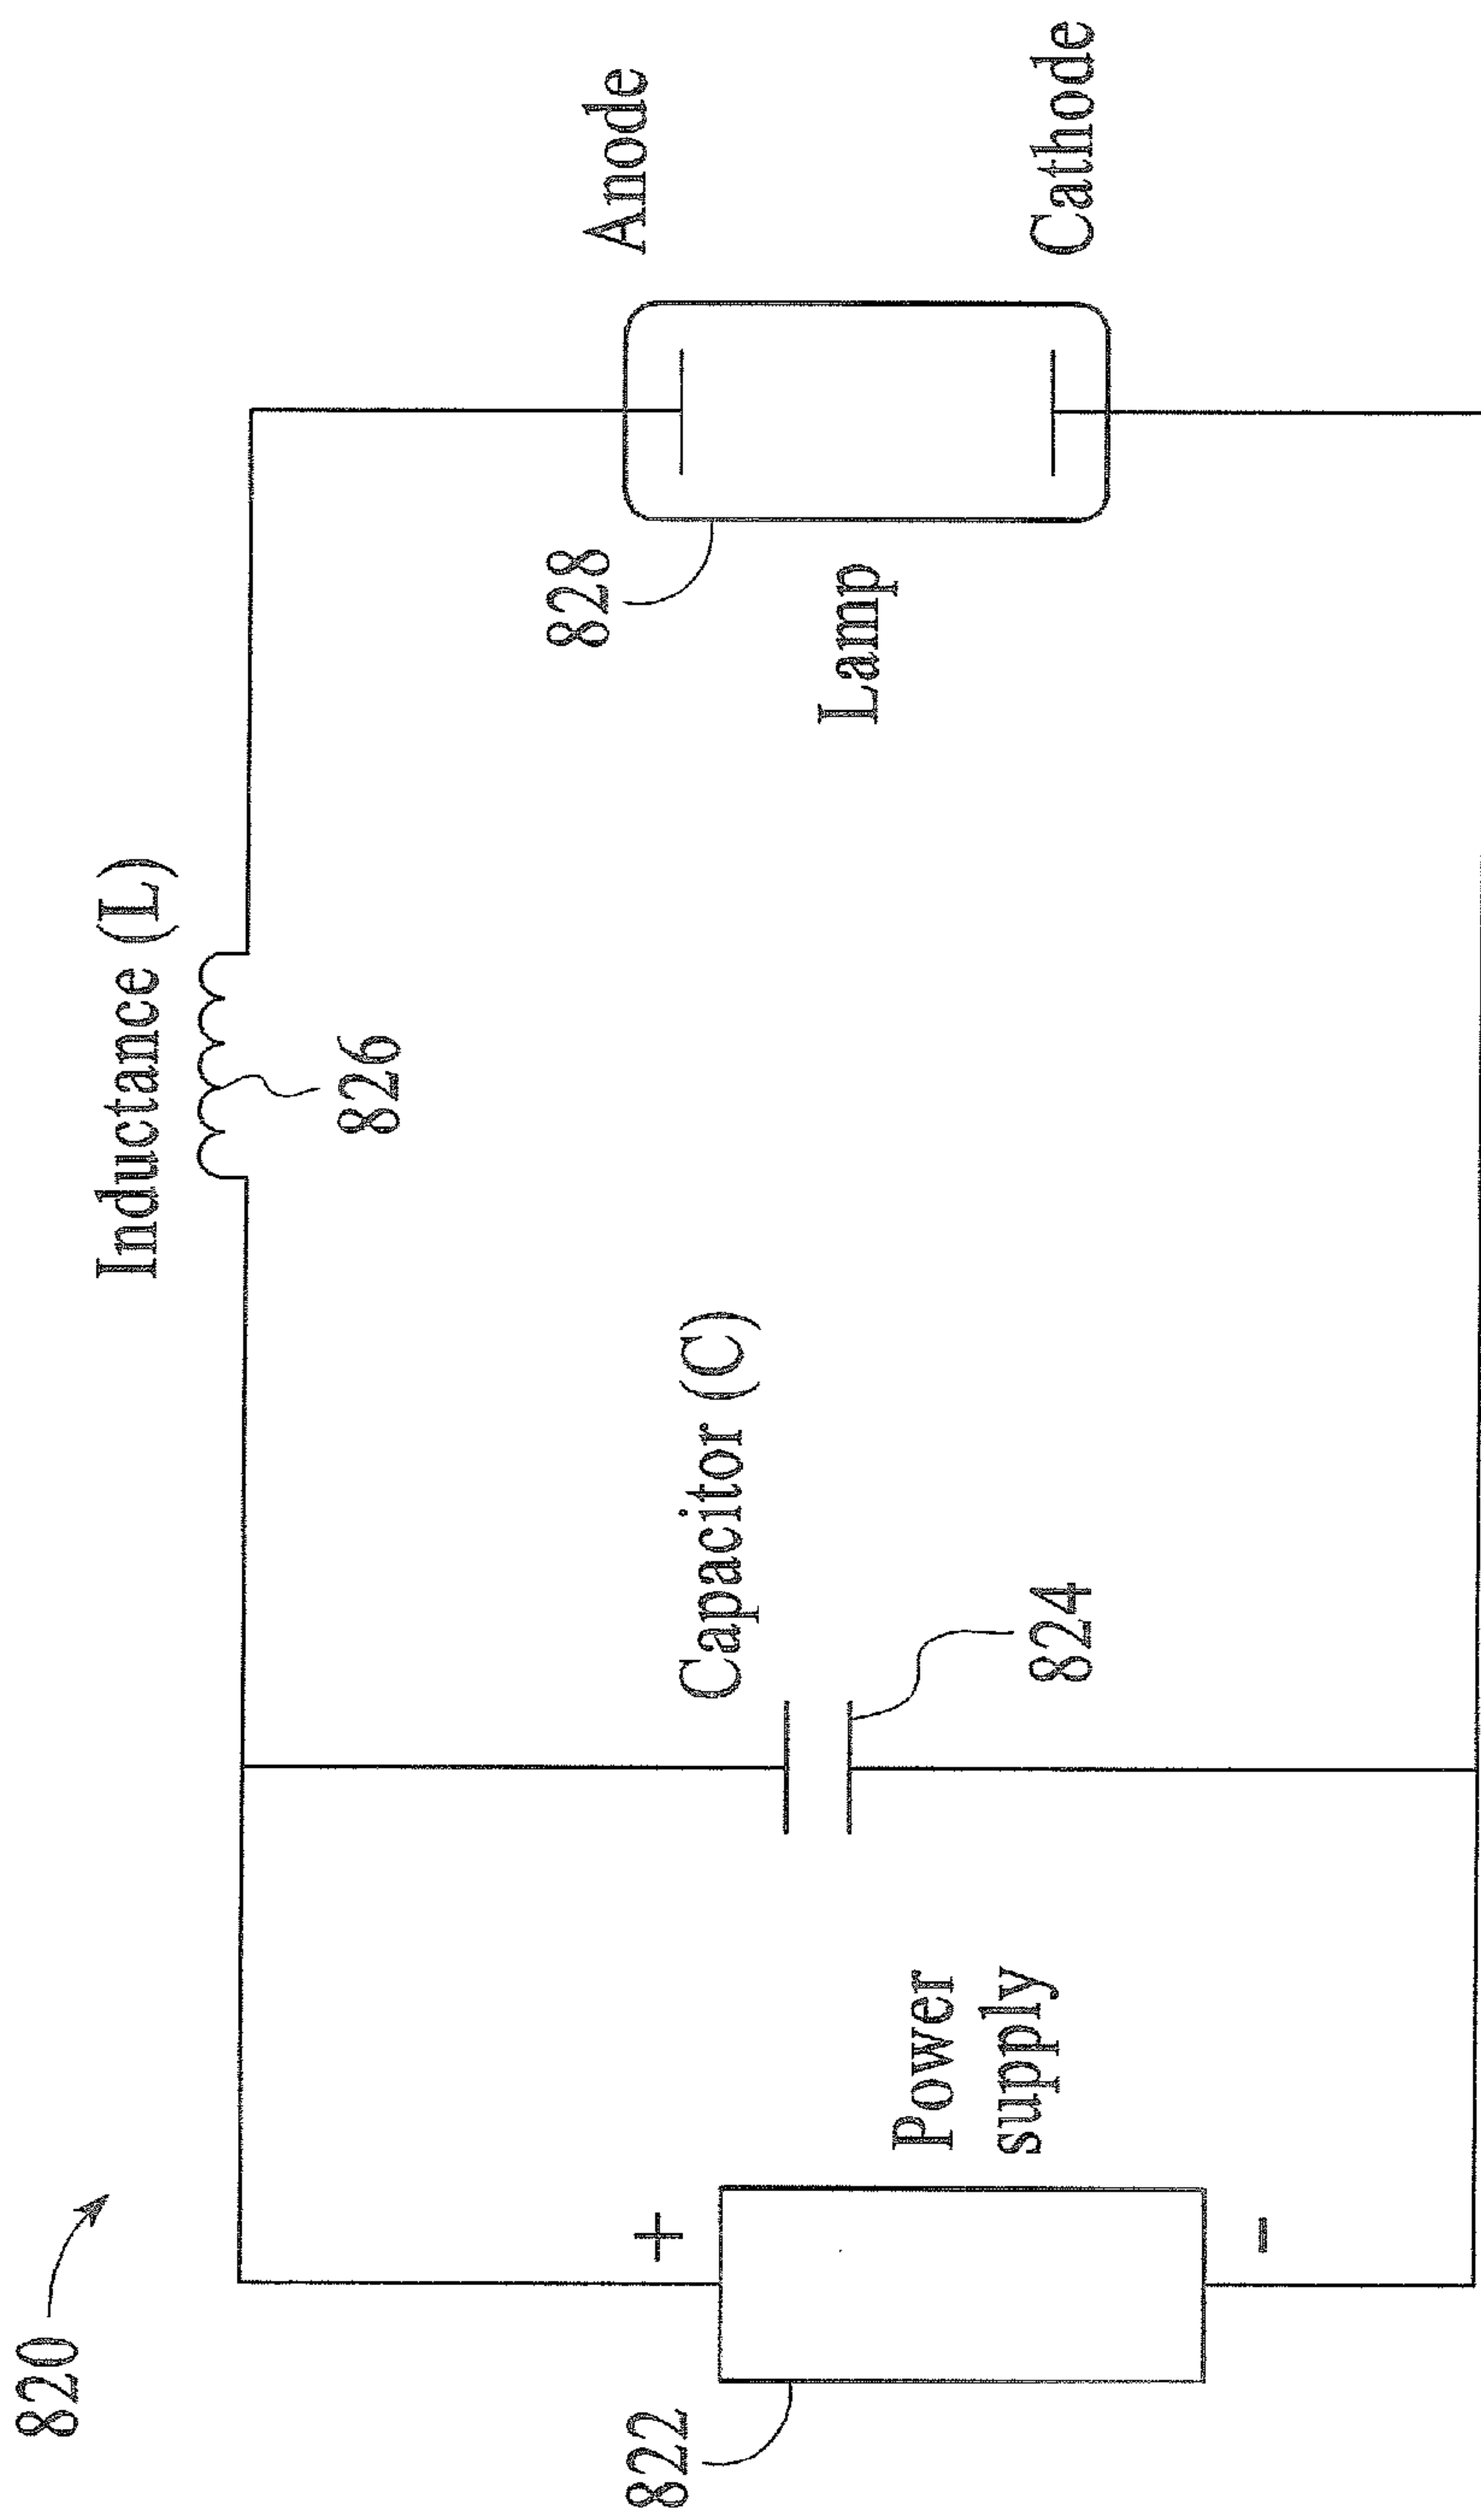 820
Inductance (L)
826
Anode
828
Lamp
Cathode
Capacitor (C)
824
822
+
Power
supply
-